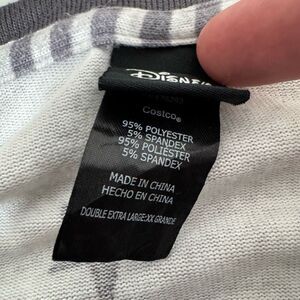 Disney
Costco®
95% POLYESTER
5% SPANDEX
95% POLIESTER
5% SPANDEX
MADE IN CHINA
HECHO EN CHINA
DOUBLE EXTRA LARGE:XX GRANDE